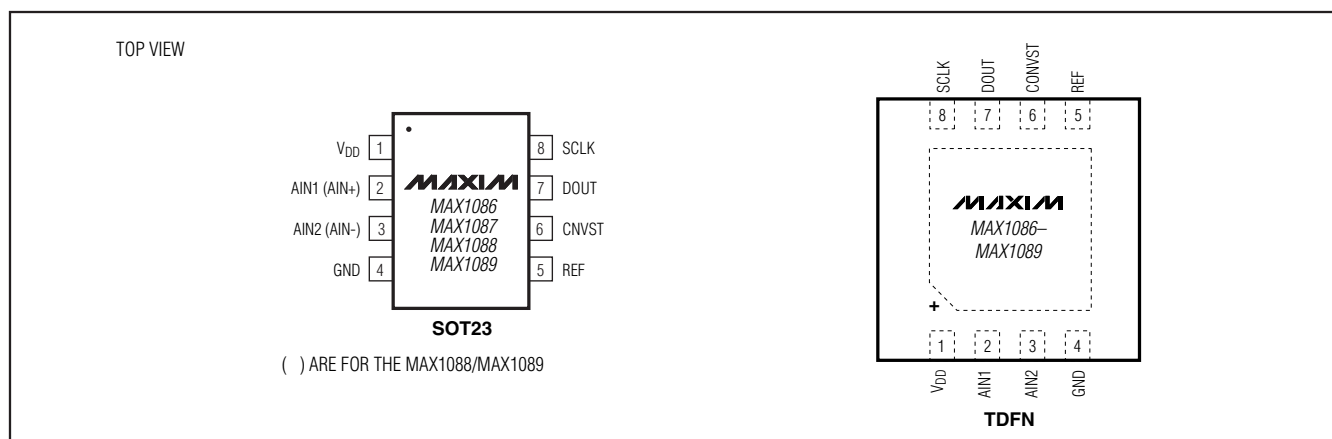 TOP VIEW
VDD 1
AIN1 (AIN+) 2
AIN2 (AIN-) 3
GND 4
MAXIM
MAX1086
MAX1087
MAX1088
MAX1089
8 SCLK
7 DOUT
6 CNVST
5 REF
SOT23
( ) ARE FOR THE MAX1088/MAX1089
SCLK DOUT CONVST REF
8 7 6 5
MAXIM
MAX1086–
MAX1089
+
1 2 3 4
VDD AIN1 AIN2 GND
TDFN